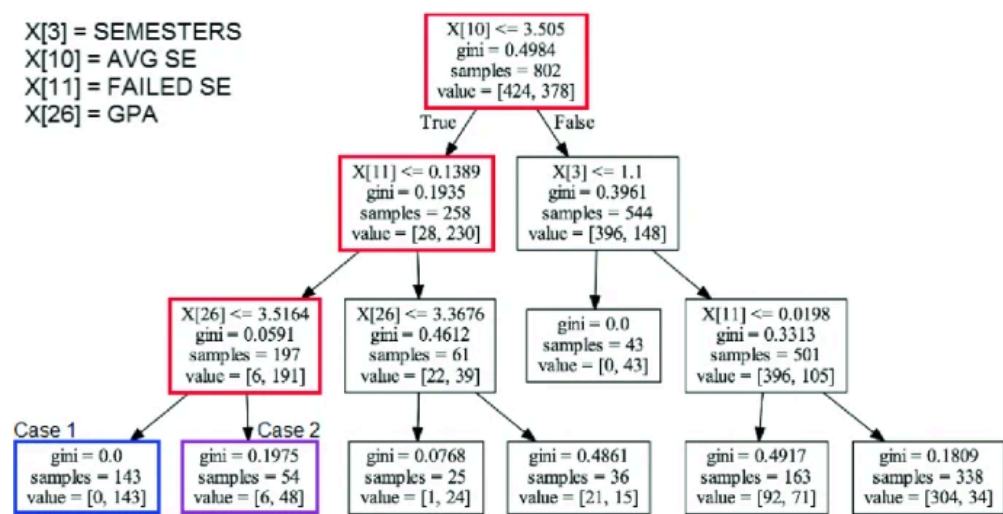 X[3] = SEMESTERS
X[10] = AVG SE
X[11] = FAILED SE
X[26] = GPA
X[10] <= 3.505
gini = 0.4984
samples = 802
value = [424, 378]
True
False
X[11] <= 0.1389
gini = 0.1935
samples = 258
value = [28, 230]
X[3] <= 1.1
gini = 0.3961
samples = 544
value = [396, 148]
X[26] <= 3.5164
gini = 0.0591
samples = 197
value = [6, 191]
X[26] <= 3.3676
gini = 0.4612
samples = 61
value = [22, 39]
gini = 0.0
samples = 43
value = [0, 43]
X[11] <= 0.0198
gini = 0.3313
samples = 501
value = [396, 105]
Case 1
gini = 0.0
samples = 143
value = [0, 143]
Case 2
gini = 0.1975
samples = 54
value = [6, 48]
gini = 0.0768
samples = 25
value = [1, 24]
gini = 0.4861
samples = 36
value = [21, 15]
gini = 0.4917
samples = 163
value = [92, 71]
gini = 0.1809
samples = 338
value = [304, 34]